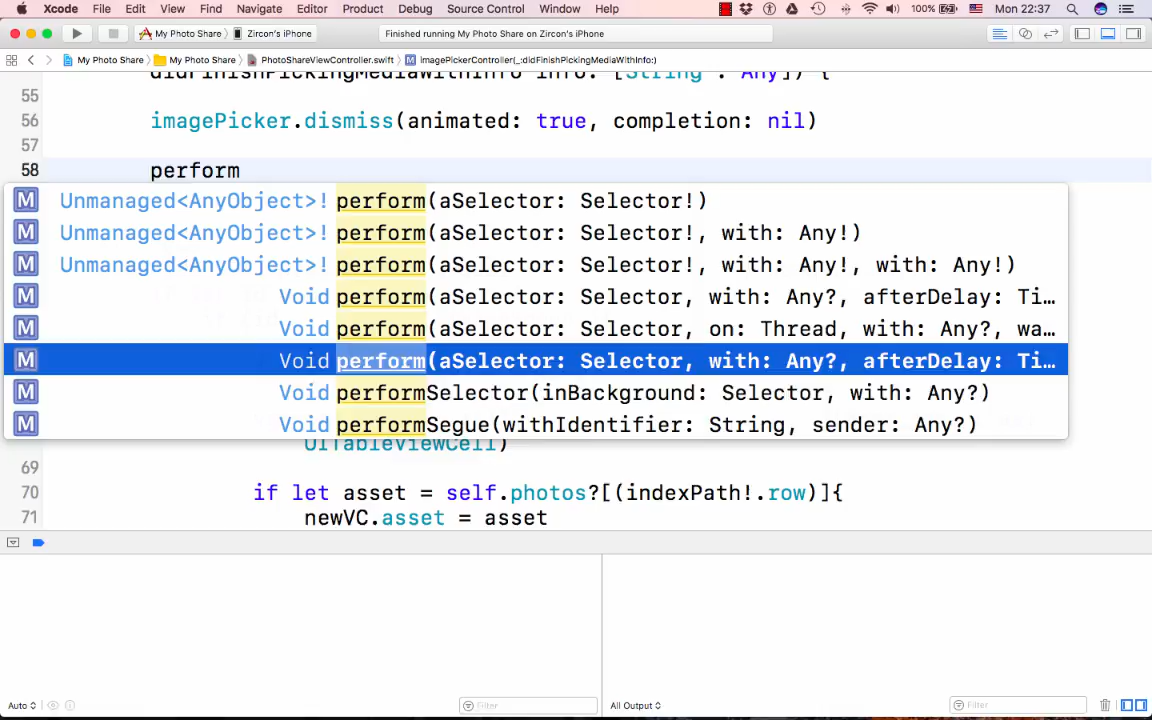 Xcode File Edit View Find Navigate Editor Product Debug Source Control Window Help 100% Mon 22:37
My Photo Share Zircon's iPhone Finished running My Photo Share on Zircon's iPhone
My Photo Share My Photo Share PhotoShareViewController.swift M imagePickerController(_:didFinishPickingMediaWithInfo:)
didFinishPickingMediaWithInfo info: [String : Any]) {
55
56 imagePicker.dismiss(animated: true, completion: nil)
57
58 perform
M Unmanaged<AnyObject>! perform(aSelector: Selector!)
M Unmanaged<AnyObject>! perform(aSelector: Selector!, with: Any!)
M Unmanaged<AnyObject>! perform(aSelector: Selector!, with: Any!, with: Any!)
M Void perform(aSelector: Selector, with: Any?, afterDelay: Ti…
M Void perform(aSelector: Selector, on: Thread, with: Any?, wa…
M Void perform(aSelector: Selector, with: Any?, afterDelay: Ti…
M Void performSelector(inBackground: Selector, with: Any?)
M Void performSegue(withIdentifier: String, sender: Any?)
UITableViewCell)
69
70 if let asset = self.photos?[(indexPath!.row)]{
71 newVC.asset = asset
Auto Filter All Output Filter